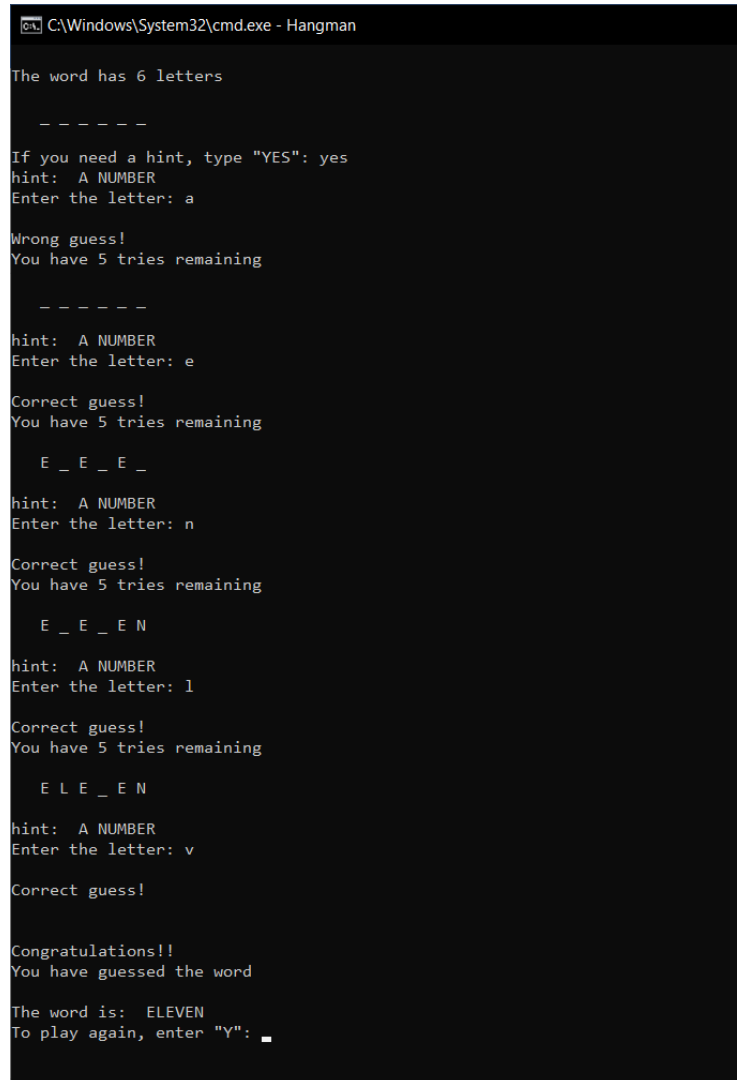 C:\Windows\System32\cmd.exe - Hangman
The word has 6 letters
_ _ _ _ _ _
If you need a hint, type "YES": yes
hint:  A NUMBER
Enter the letter: a
Wrong guess!
You have 5 tries remaining
_ _ _ _ _ _
hint:  A NUMBER
Enter the letter: e
Correct guess!
You have 5 tries remaining
E _ E _ E _
hint:  A NUMBER
Enter the letter: n
Correct guess!
You have 5 tries remaining
E _ E _ E N
hint:  A NUMBER
Enter the letter: l
Correct guess!
You have 5 tries remaining
E L E _ E N
hint:  A NUMBER
Enter the letter: v
Correct guess!
Congratulations!!
You have guessed the word
The word is:  ELEVEN
To play again, enter "Y":